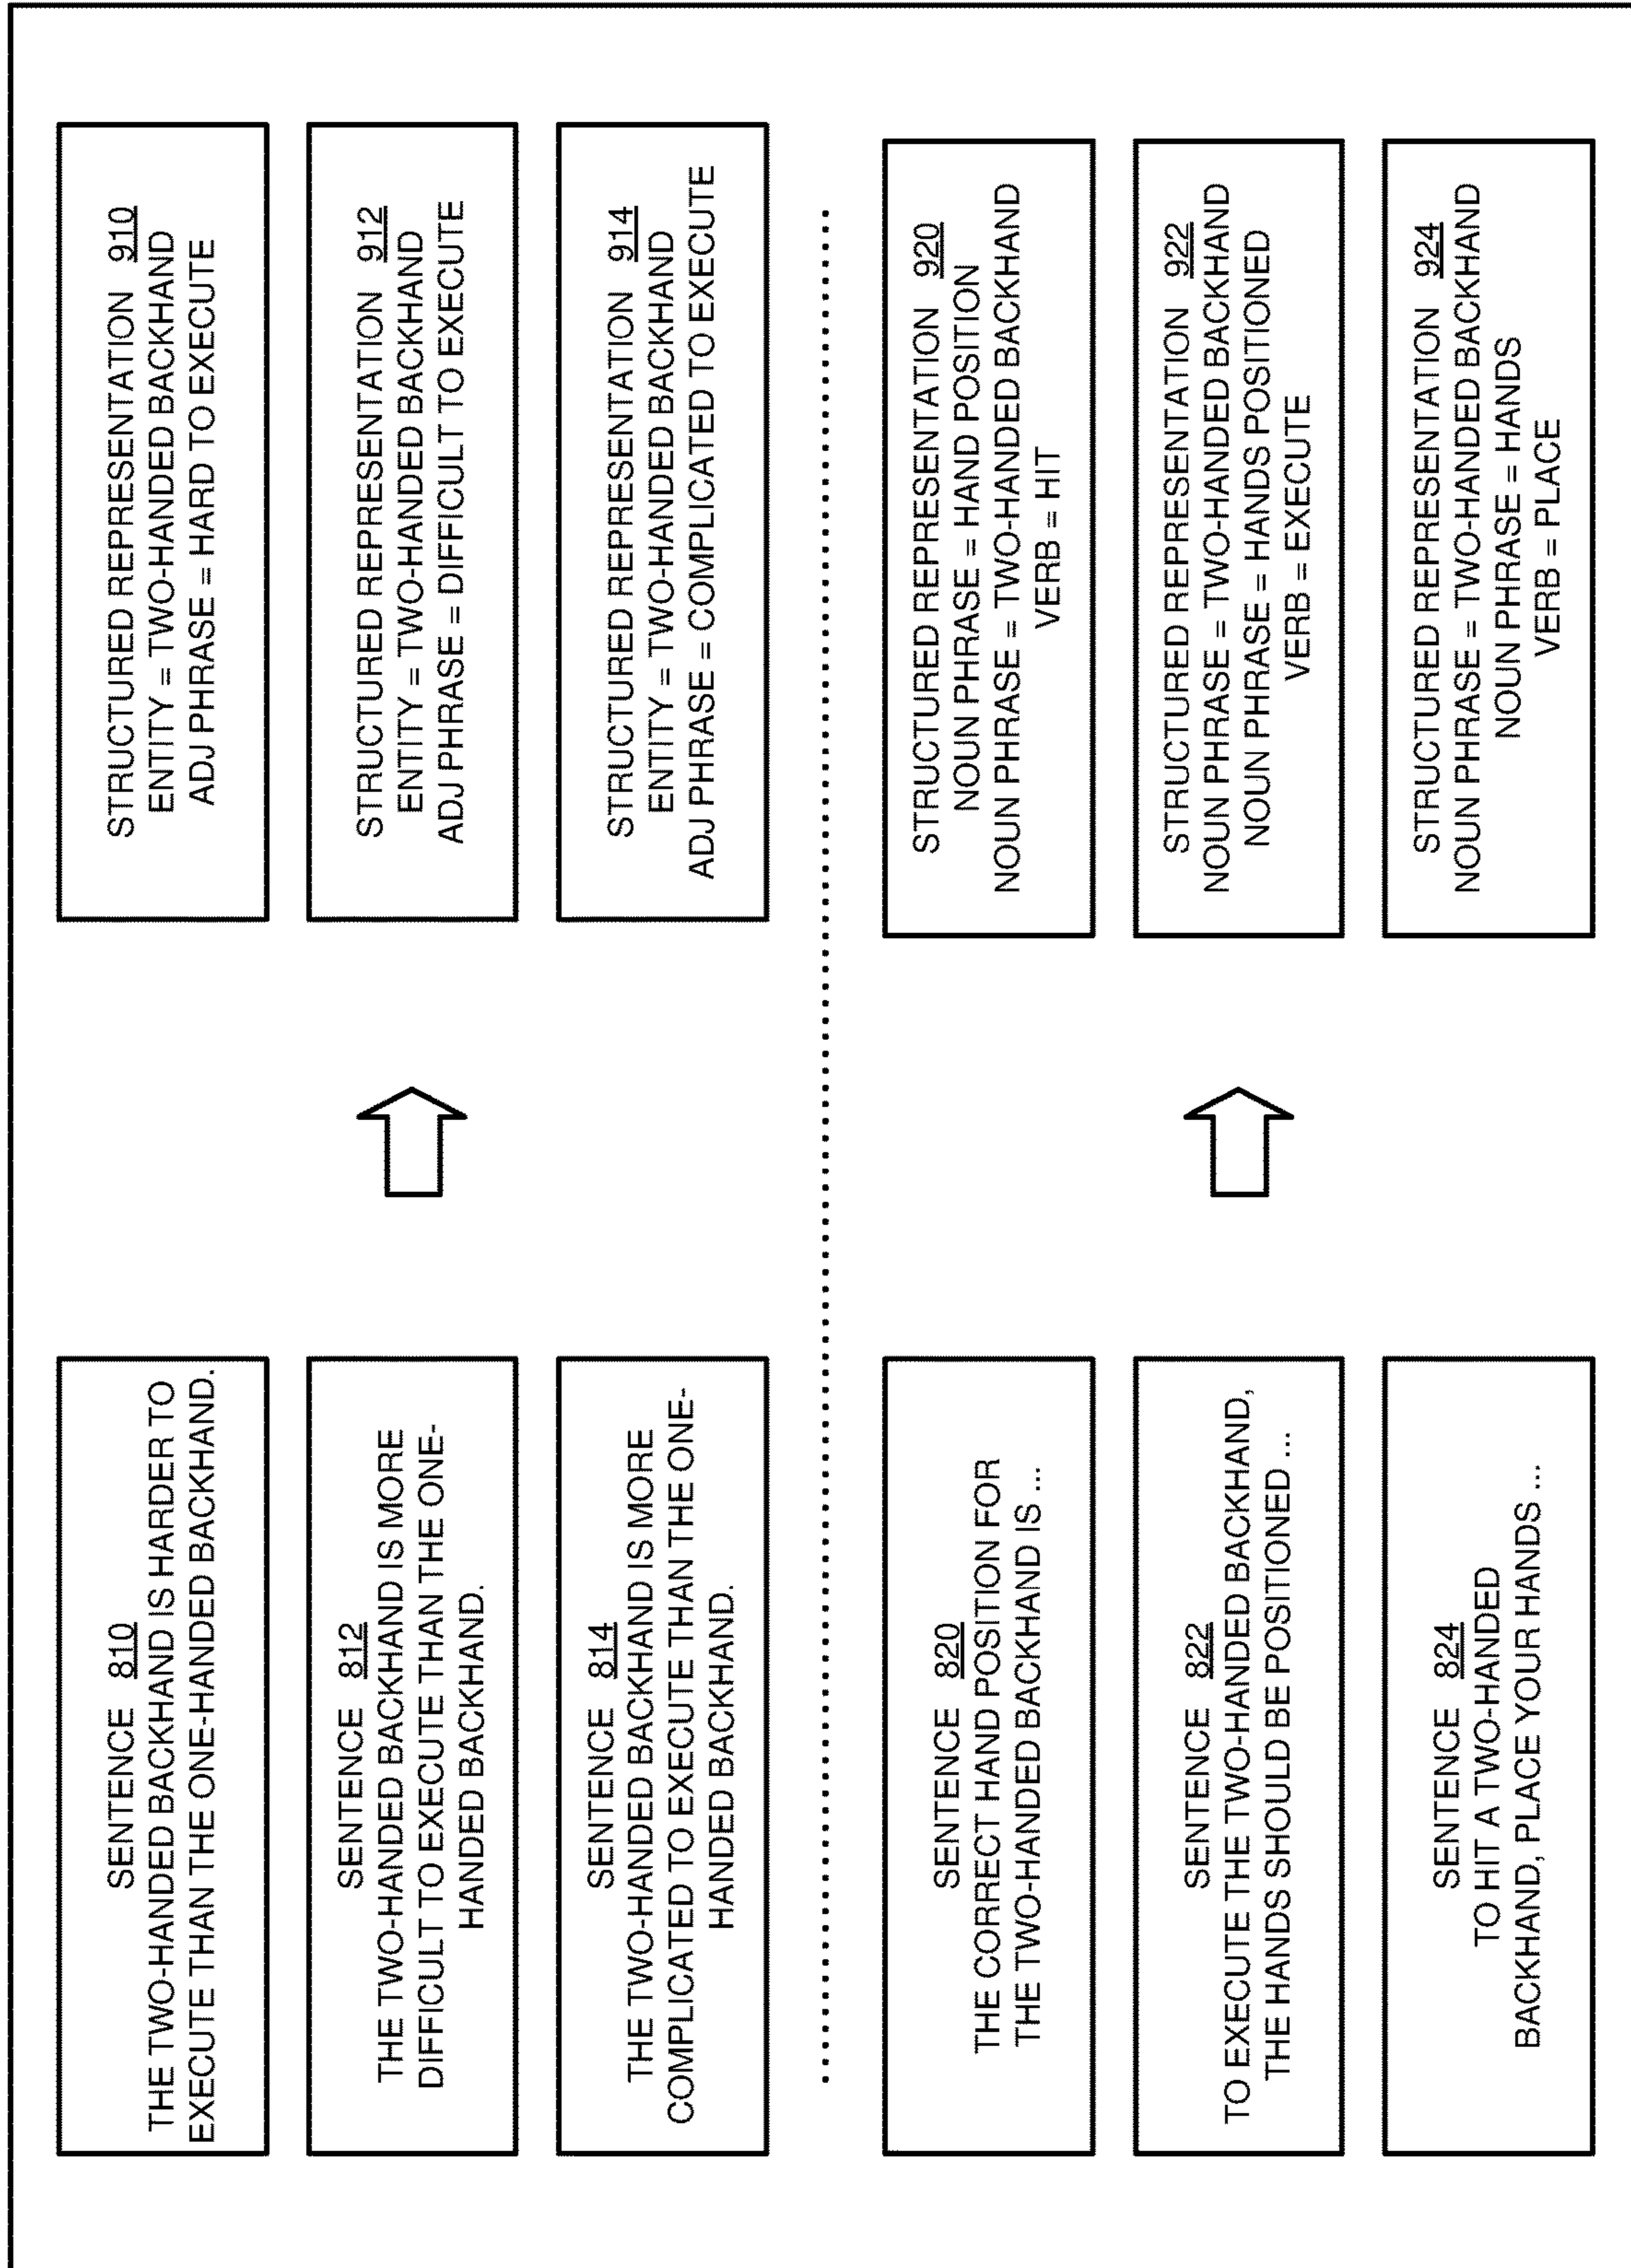 SENTENCE 810
THE TWO-HANDED BACKHAND IS HARDER TO
EXECUTE THAN THE ONE-HANDED BACKHAND.
STRUCTURED REPRESENTATION 910
ENTITY = TWO-HANDED BACKHAND
ADJ PHRASE = HARD TO EXECUTE
SENTENCE 812
THE TWO-HANDED BACKHAND IS MORE
DIFFICULT TO EXECUTE THAN THE ONE-
HANDED BACKHAND.
STRUCTURED REPRESENTATION 912
ENTITY = TWO-HANDED BACKHAND
ADJ PHRASE = DIFFICULT TO EXECUTE
SENTENCE 814
THE TWO-HANDED BACKHAND IS MORE
COMPLICATED TO EXECUTE THAN THE ONE-
HANDED BACKHAND.
STRUCTURED REPRESENTATION 914
ENTITY = TWO-HANDED BACKHAND
ADJ PHRASE = COMPLICATED TO EXECUTE
SENTENCE 820
THE CORRECT HAND POSITION FOR
THE TWO-HANDED BACKHAND IS ...
STRUCTURED REPRESENTATION 920
NOUN PHRASE = HAND POSITION
NOUN PHRASE = TWO-HANDED BACKHAND
VERB = HIT
SENTENCE 822
TO EXECUTE THE TWO-HANDED BACKHAND,
THE HANDS SHOULD BE POSITIONED ...
STRUCTURED REPRESENTATION 922
NOUN PHRASE = TWO-HANDED BACKHAND
NOUN PHRASE = HANDS POSITIONED
VERB = EXECUTE
SENTENCE 824
TO HIT A TWO-HANDED
BACKHAND, PLACE YOUR HANDS ...
STRUCTURED REPRESENTATION 924
NOUN PHRASE = TWO-HANDED BACKHAND
NOUN PHRASE = HANDS
VERB = PLACE